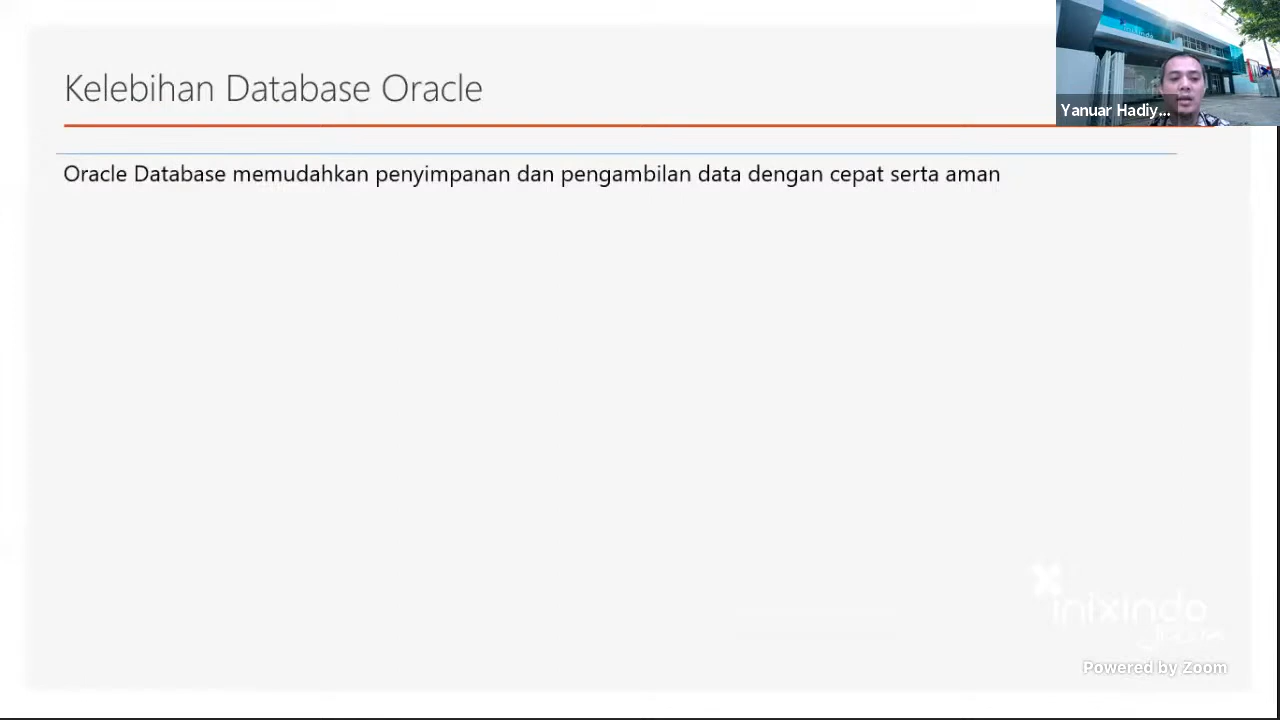 Kelebihan Database Oracle
Yanuar Hadiy...
Oracle Database memudahkan penyimpanan dan pengambilan data dengan cepat serta aman
inixindo
Powered by Zoom